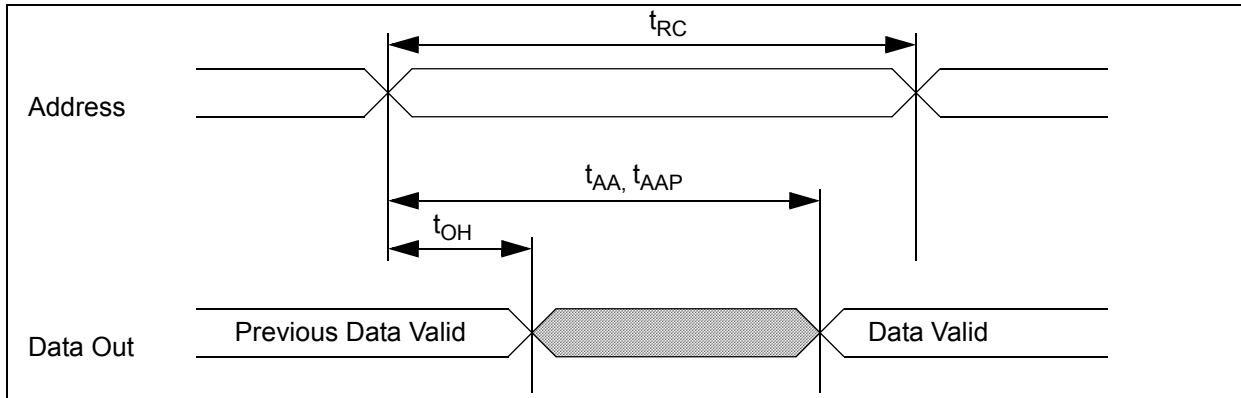 tRC
Address
tAA, tAAP
tOH
Previous Data Valid
Data Valid
Data Out